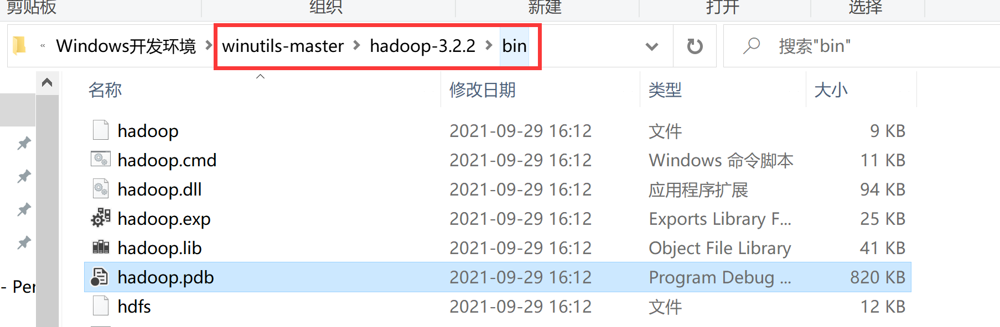 剪贴板 组织 新建 打开 选择
« Windows开发环境 > winutils-master > hadoop-3.2.2 > bin 搜索"bin"
名称 修改日期 类型 大小
hadoop 2021-09-29 16:12 文件 9 KB
hadoop.cmd 2021-09-29 16:12 Windows 命令脚本 11 KB
hadoop.dll 2021-09-29 16:12 应用程序扩展 94 KB
hadoop.exp 2021-09-29 16:12 Exports Library F... 25 KB
hadoop.lib 2021-09-29 16:12 Object File Library 41 KB
hadoop.pdb 2021-09-29 16:12 Program Debug ... 820 KB
- Per
hdfs 2021-09-29 16:12 文件 12 KB